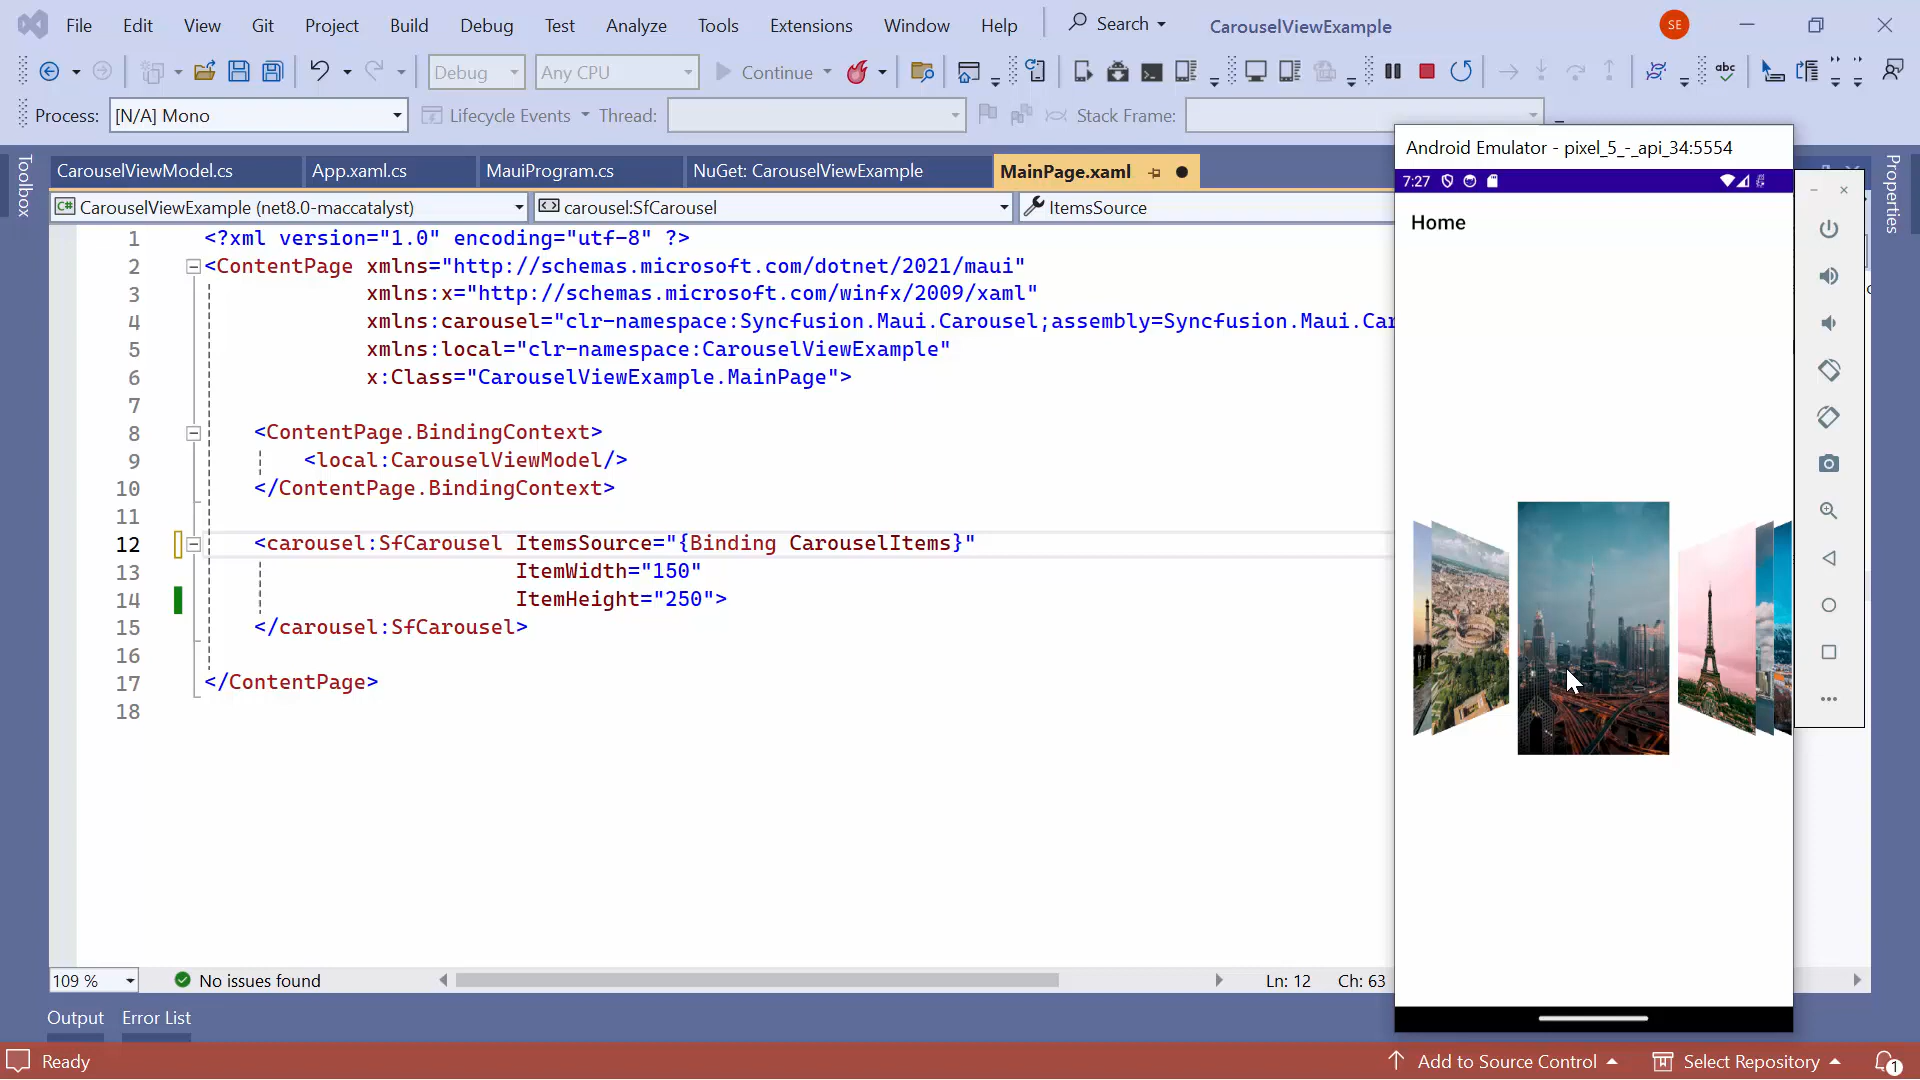 File Edit View Git Project Build Debug Test Analyze Tools Extensions Window Help Search CarouselViewExample SE
Debug Any CPU Continue abc
Process: [N/A] Mono Lifecycle Events Thread: Stack Frame:
Toolbox
CarouselViewModel.cs App.xaml.cs MauiProgram.cs NuGet: CarouselViewExample MainPage.xaml
C# CarouselViewExample (net8.0-maccatalyst) carousel:SfCarousel ItemsSource
1 <?xml version="1.0" encoding="utf-8" ?>
2 <ContentPage xmlns="http://schemas.microsoft.com/dotnet/2021/maui"
3 xmlns:x="http://schemas.microsoft.com/winfx/2009/xaml"
4 xmlns:carousel="clr-namespace:Syncfusion.Maui.Carousel;assembly=Syncfusion.Maui.Car
5 xmlns:local="clr-namespace:CarouselViewExample"
6 x:Class="CarouselViewExample.MainPage">
7
8 <ContentPage.BindingContext>
9 <local:CarouselViewModel/>
10 </ContentPage.BindingContext>
11
12 <carousel:SfCarousel ItemsSource="{Binding CarouselItems}"
13 ItemWidth="150"
14 ItemHeight="250">
15 </carousel:SfCarousel>
16
17 </ContentPage>
18
Android Emulator - pixel_5_-_api_34:5554
7:27
Home
Properties
109 % No issues found Ln: 12 Ch: 63
Output Error List
Ready Add to Source Control Select Repository 1